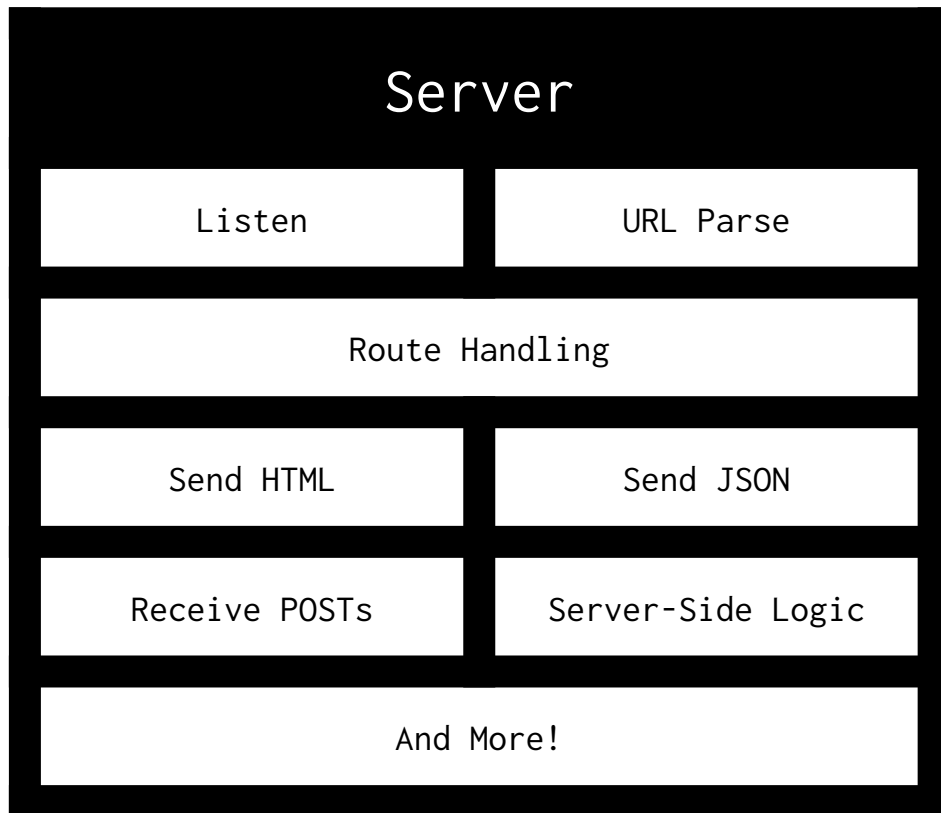 Server
Listen
URL Parse
Route Handling
Send HTML
Send JSON
Receive POSTs
Server-Side Logic
And More!